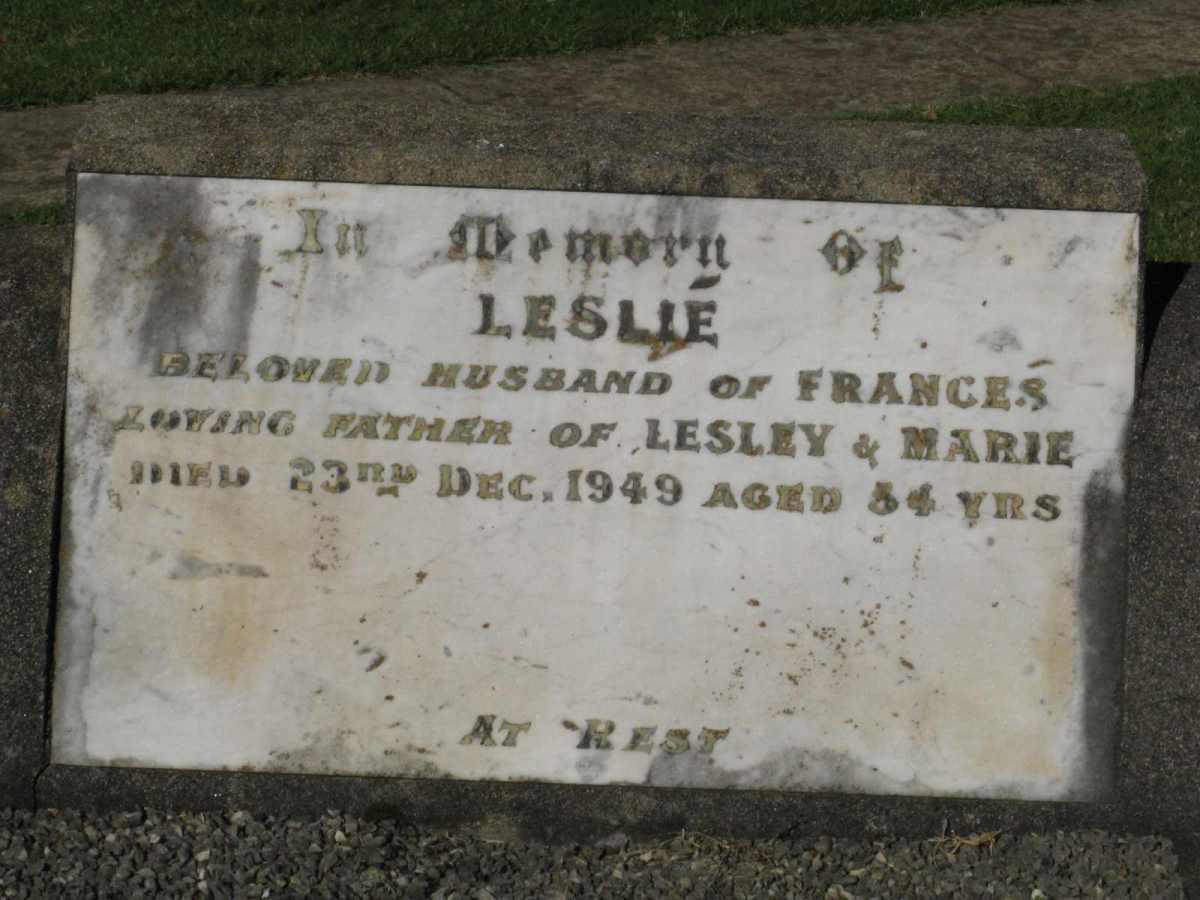 In Memory Of
LESLIE
BELOVED HUSBAND OF FRANCES
LOVING FATHER OF LESLEY & MARIE
DIED 23RD DEC. 1949 AGED 54 YRS
AT REST